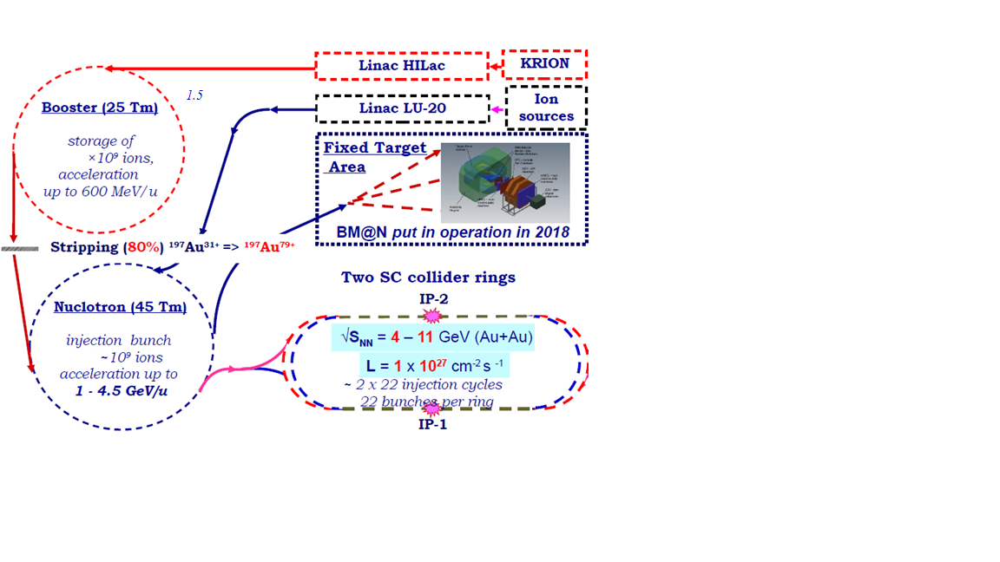 Linac HILac
KRION
1.5
Booster (25 Tm)
Linac LU-20
Ion
sources
storage of
×10⁹ ions,
acceleration
up to 600 MeV/u
Fixed Target
Area
BM@N put in operation in 2018
Stripping (80%) ¹⁹⁷Au³¹⁺ => ¹⁹⁷Au⁷⁹⁺
Two SC collider rings
IP-2
Nuclotron (45 Tm)
injection bunch
~10⁹ ions
acceleration up to
1 - 4.5 GeV/u
√S_NN = 4 – 11 GeV (Au+Au)
L = 1 x 10²⁷ cm⁻² s ⁻¹
~ 2 x 22 injection cycles
22 bunches per ring
IP-1